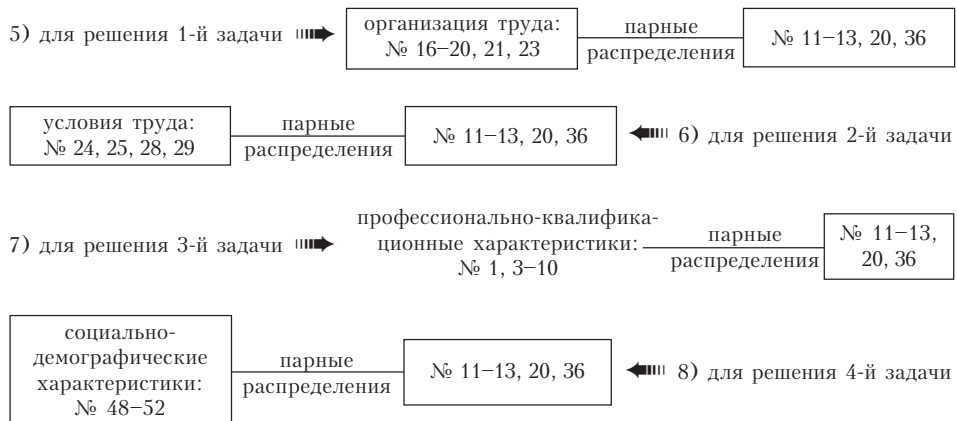 5) для решения 1-й задачи
организация труда:
№ 16–20, 21, 23
парные
распределения
№ 11–13, 20, 36
условия труда:
№ 24, 25, 28, 29
парные
распределения
№ 11–13, 20, 36
6) для решения 2-й задачи
7) для решения 3-й задачи
профессионально-квалифика-
ционные характеристики:
№ 1, 3–10
парные
распределения
№ 11–13,
20, 36
социально-
демографические
характеристики:
№ 48–52
парные
распределения
№ 11–13, 20, 36
8) для решения 4-й задачи